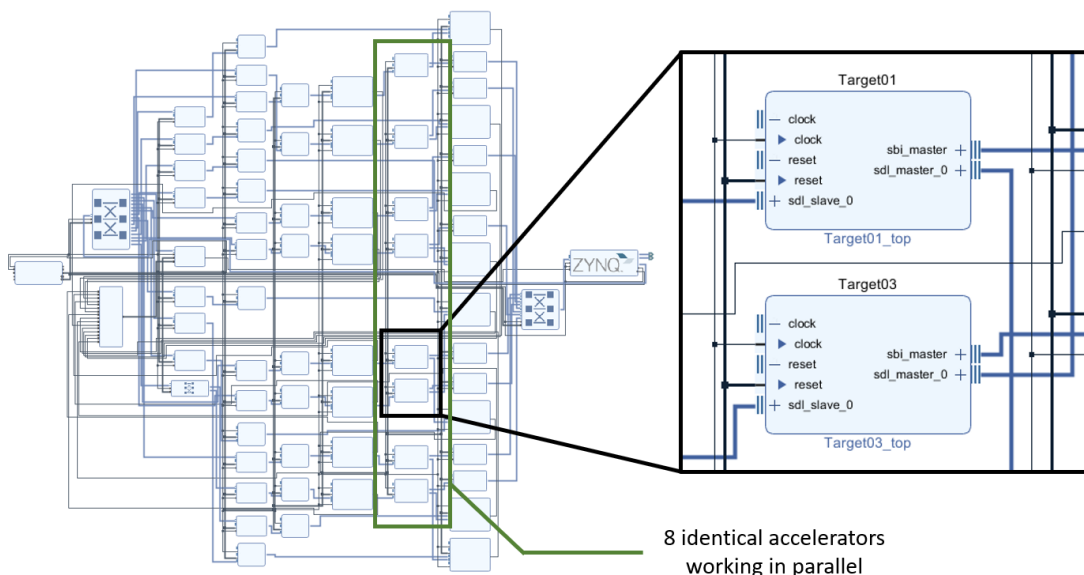 Target01
clock
clock
reset
reset
sdl_slave_0
sbi_master
sdl_master_0
Target01_top
ZYNQ
Target03
clock
clock
reset
reset
sdl_slave_0
sbi_master
sdl_master_0
Target03_top
8 identical accelerators
working in parallel